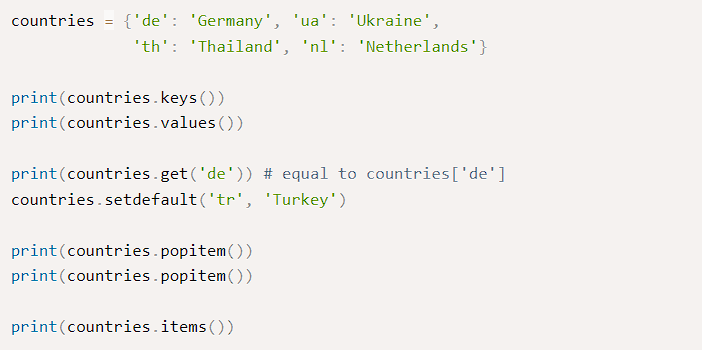 countries = {'de': 'Germany', 'ua': 'Ukraine',
             'th': 'Thailand', 'nl': 'Netherlands'}
print(countries.keys())
print(countries.values())
print(countries.get('de')) # equal to countries['de']
countries.setdefault('tr', 'Turkey')
print(countries.popitem())
print(countries.popitem())
print(countries.items())